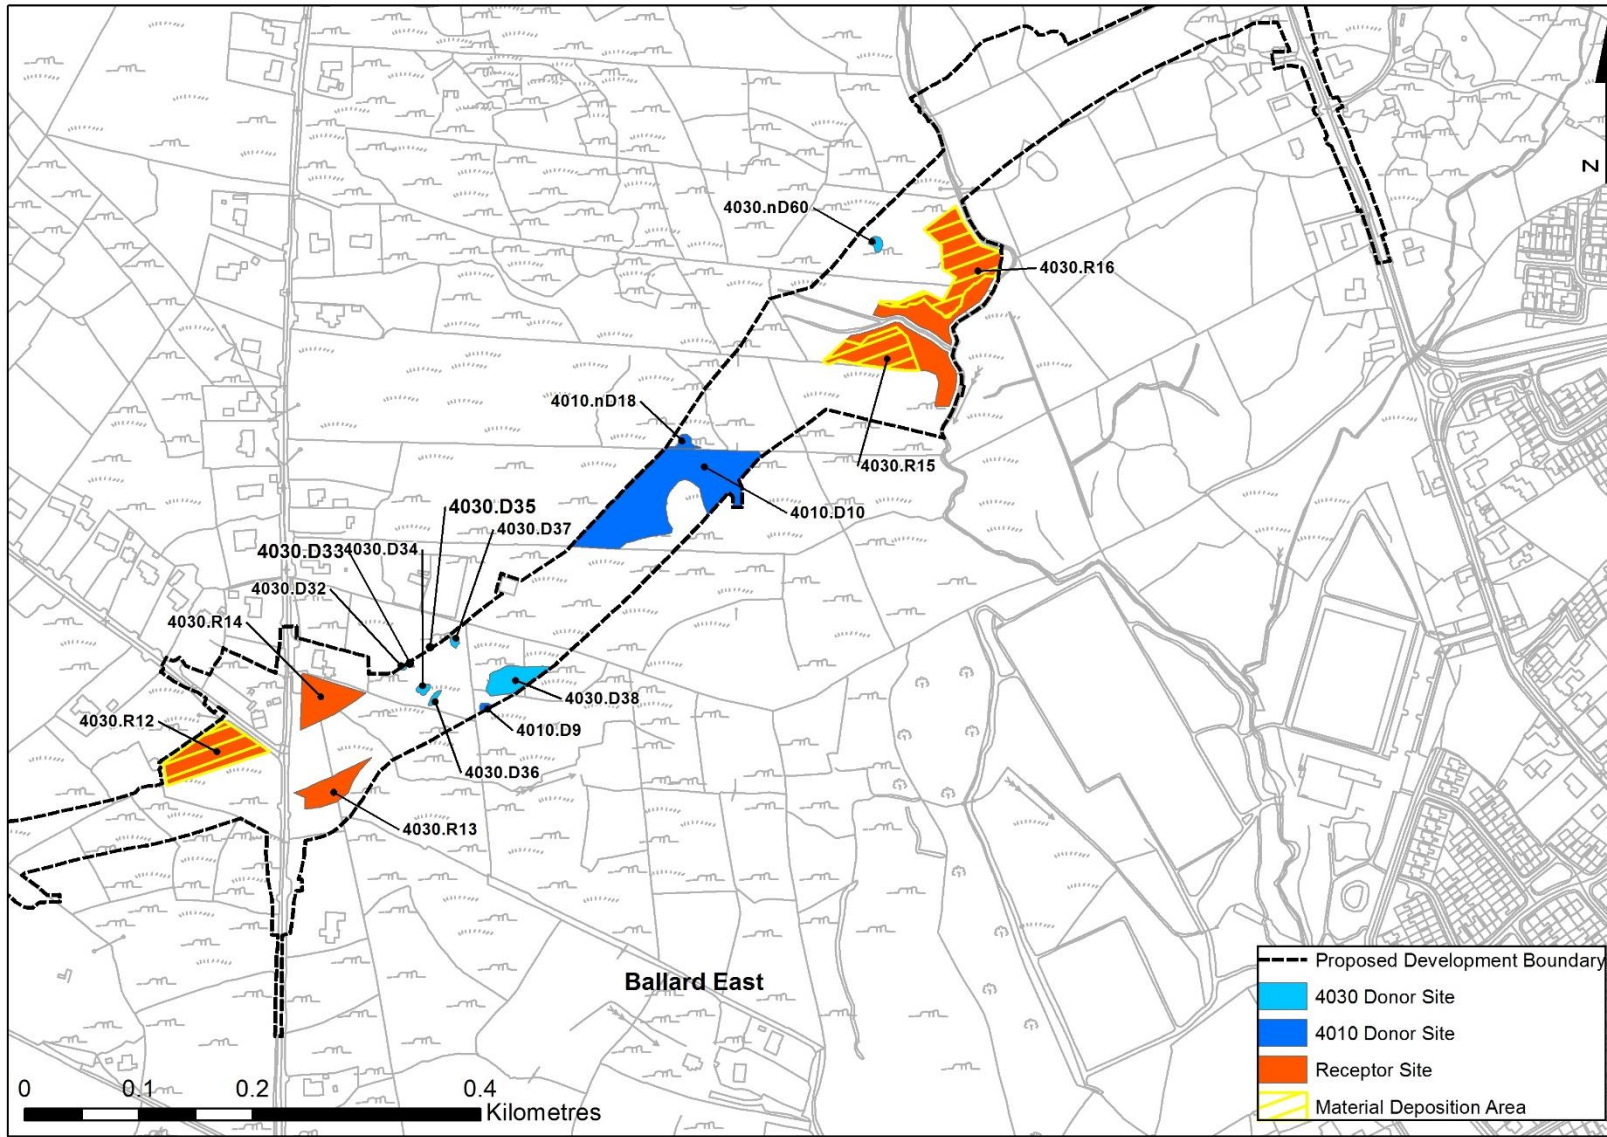 4030.nD60
4030.R16
Z
4010.nD18
4030.R15
4010.D10
4030.D35
4030.D37
4030.D33
4030.D34
4030.D32
4030.R14
4030.D38
4030.R12
4010.D9
4030.D36
4030.R13
Ballard East
Proposed Development Boundary
4030 Donor Site
4010 Donor Site
Receptor Site
Material Deposition Area
0 0.1 0.2 0.4
Kilometres